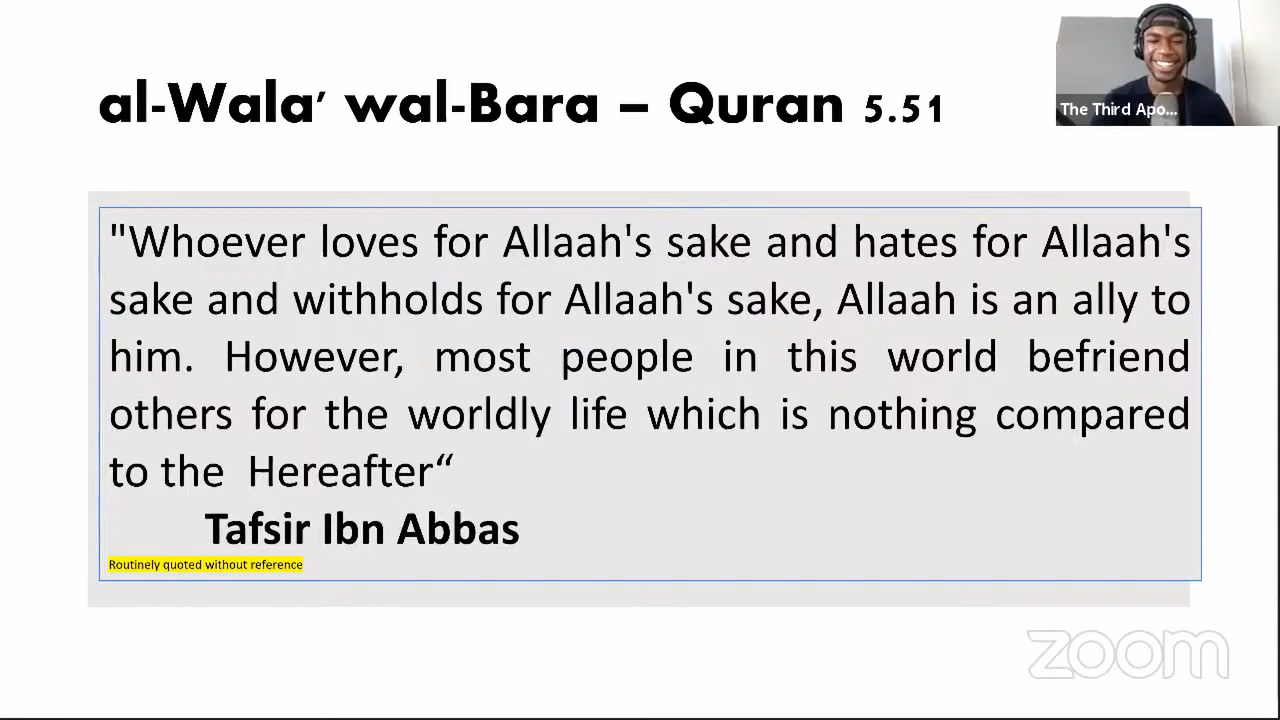 al-Wala' wal-Bara – Quran 5.51
The Third Apo...
"Whoever loves for Allaah's sake and hates for Allaah's
sake and withholds for Allaah's sake, Allaah is an ally to
him. However, most people in this world befriend
others for the worldly life which is nothing compared
to the Hereafter“
Tafsir Ibn Abbas
Routinely quoted without reference
zoom